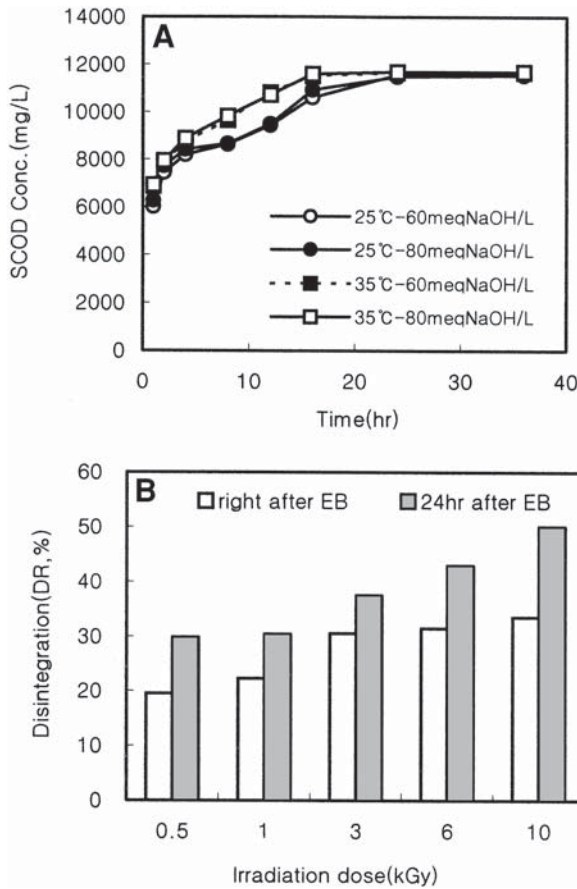 A
14000
12000
10000
8000
6000
4000
2000
0
SCOD Conc.(mg/L)
25℃-60meqNaOH/L
25℃-80meqNaOH/L
35℃-60meqNaOH/L
35℃-80meqNaOH/L
0 10 20 30 40
Time(hr)
B
60
50
40
30
20
10
0
Disintegration(DR,%)
right after EB 24hr after EB
0.5 1 3 6 10
Irradiation dose(kGy)